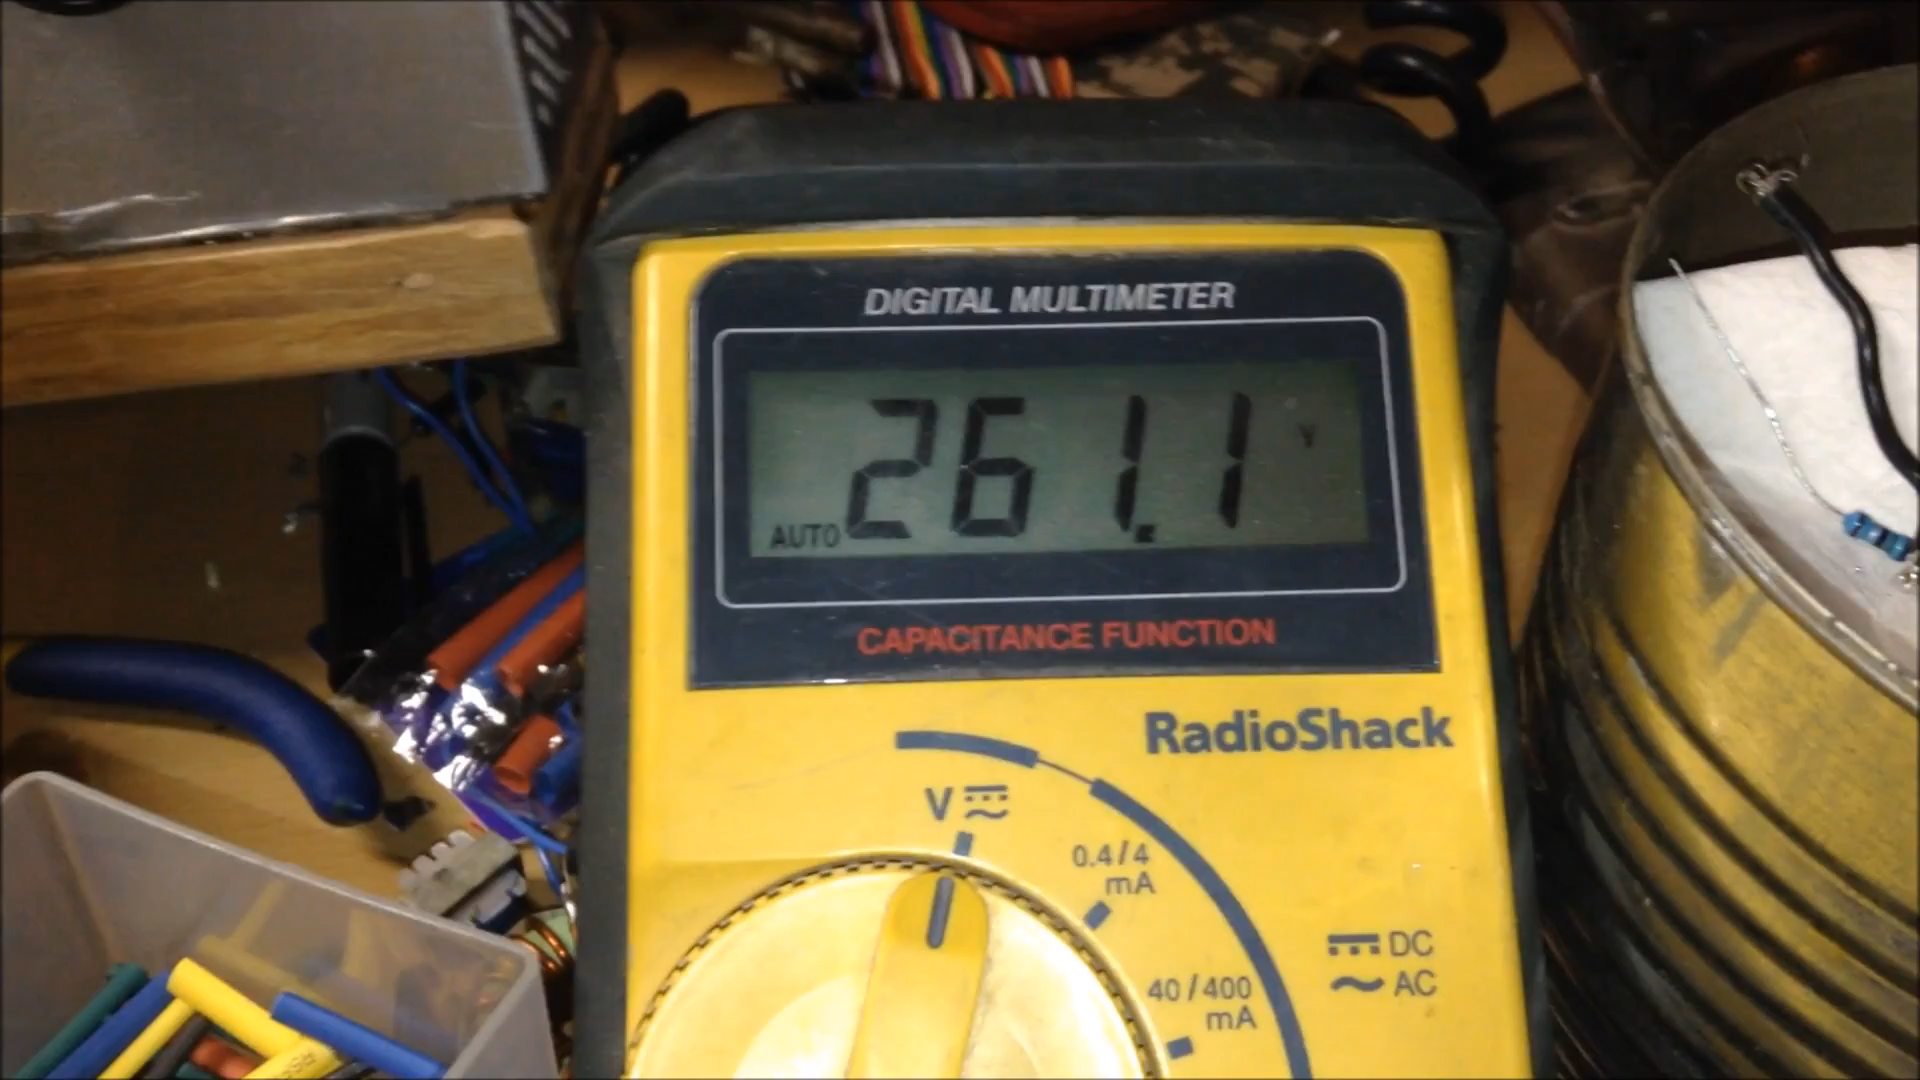 DIGITAL MULTIMETER
261.1 V
AUTO
CAPACITANCE FUNCTION
RadioShack
V
0.4/4
mA
DC
AC
40/400
mA